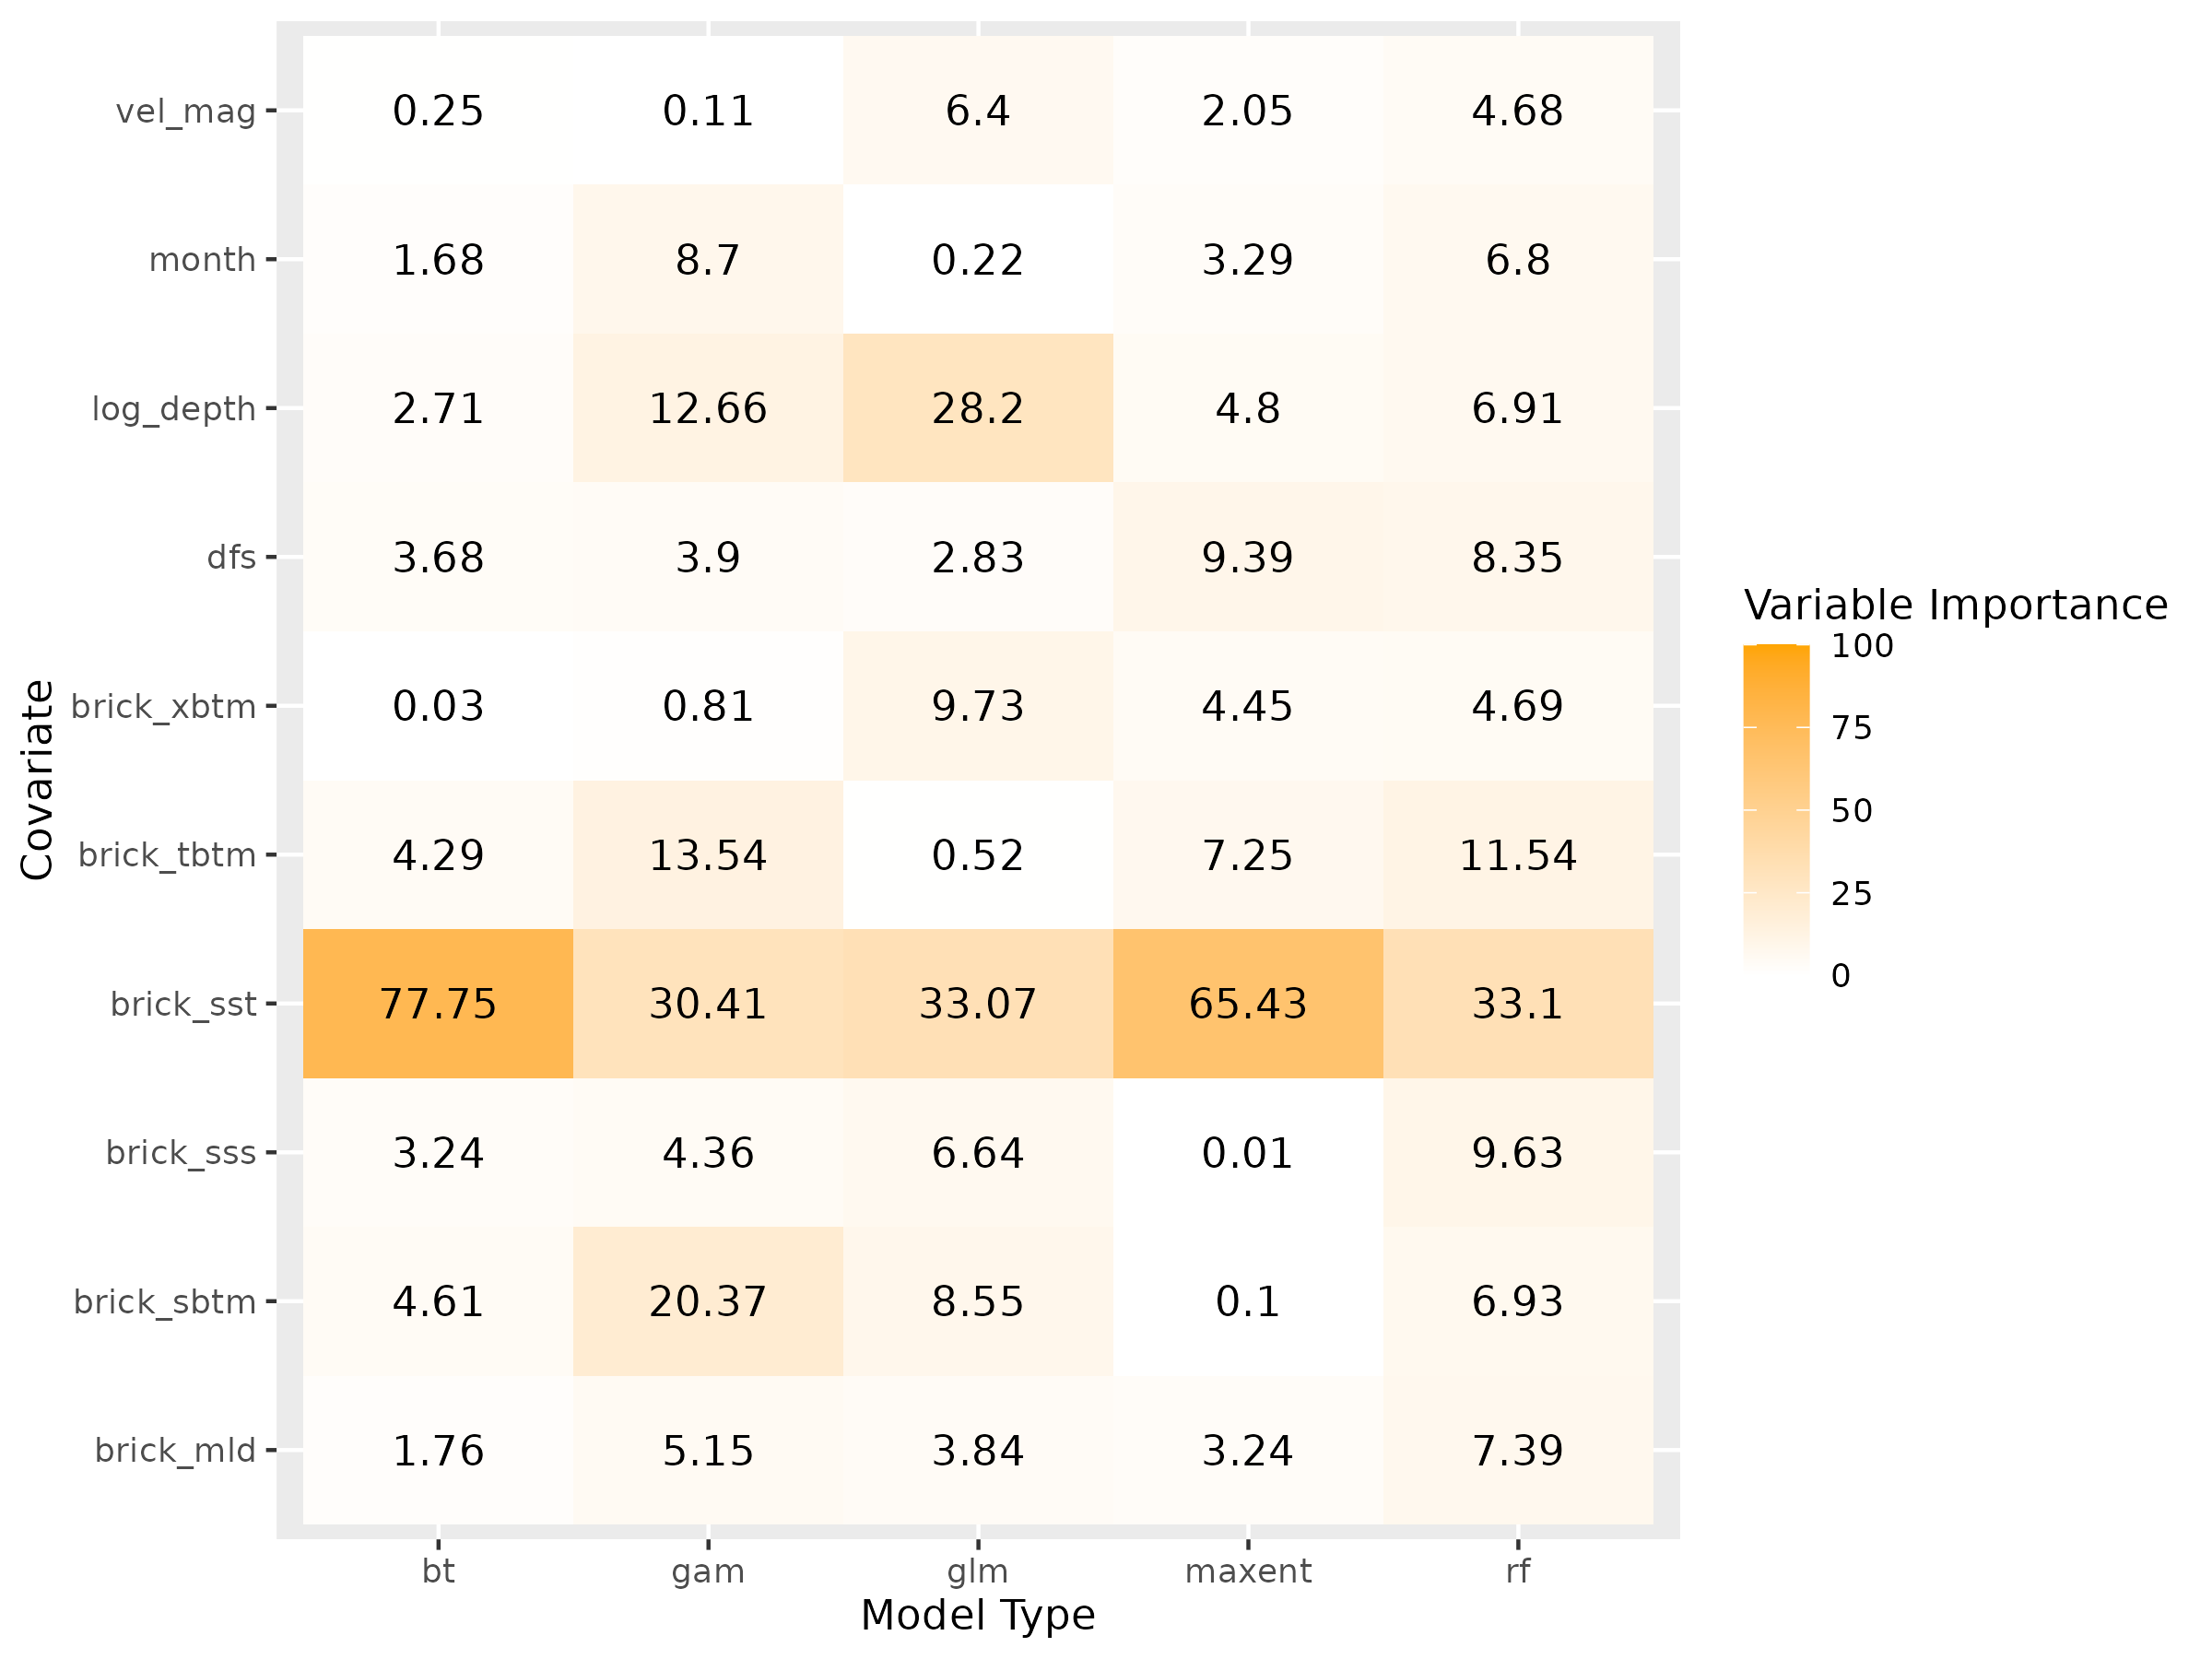 vel_mag 0.25 0.11 6.4 2.05 4.68
month 1.68 8.7 0.22 3.29 6.8
log_depth 2.71 12.66 28.2 4.8 6.91
dfs 3.68 3.9 2.83 9.39 8.35
brick_xbtm 0.03 0.81 9.73 4.45 4.69
brick_tbtm 4.29 13.54 0.52 7.25 11.54
brick_sst 77.75 30.41 33.07 65.43 33.1
brick_sss 3.24 4.36 6.64 0.01 9.63
brick_sbtm 4.61 20.37 8.55 0.1 6.93
brick_mld 1.76 5.15 3.84 3.24 7.39
bt gam glm maxent rf
Model Type
Covariate
Variable Importance
100
75
50
25
0